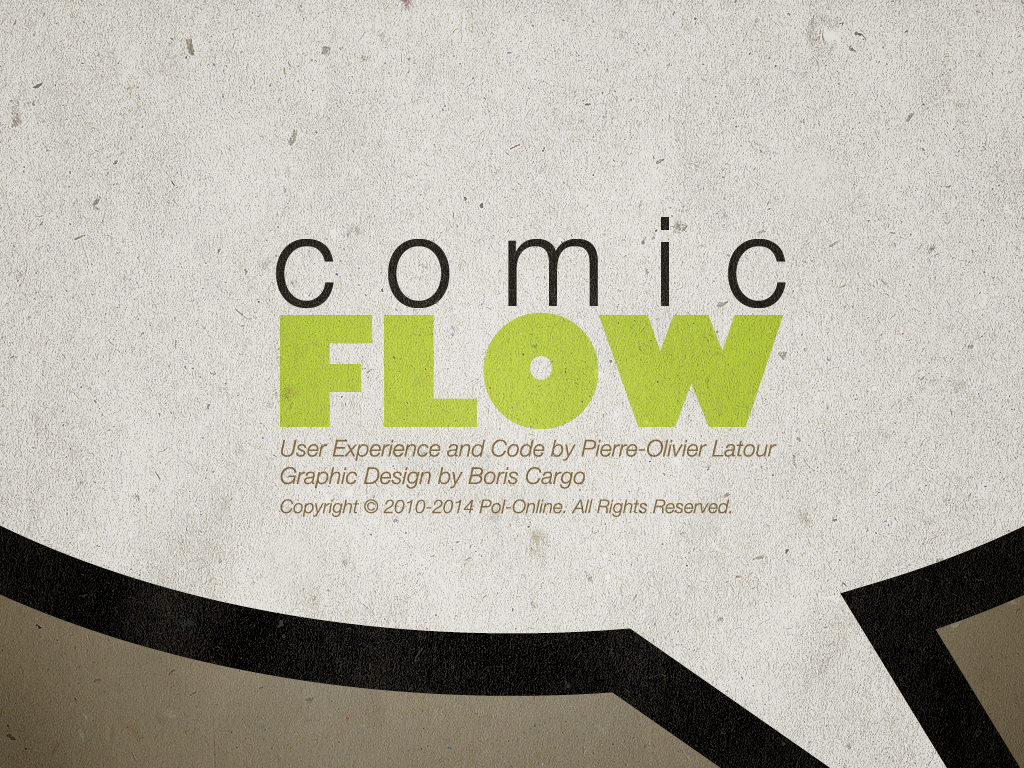 comic
FLOW
User Experience and Code by Pierre-Olivier Latour
Graphic Design by Boris Cargo
Copyright © 2010-2014 Pol-Online. All Rights Reserved.